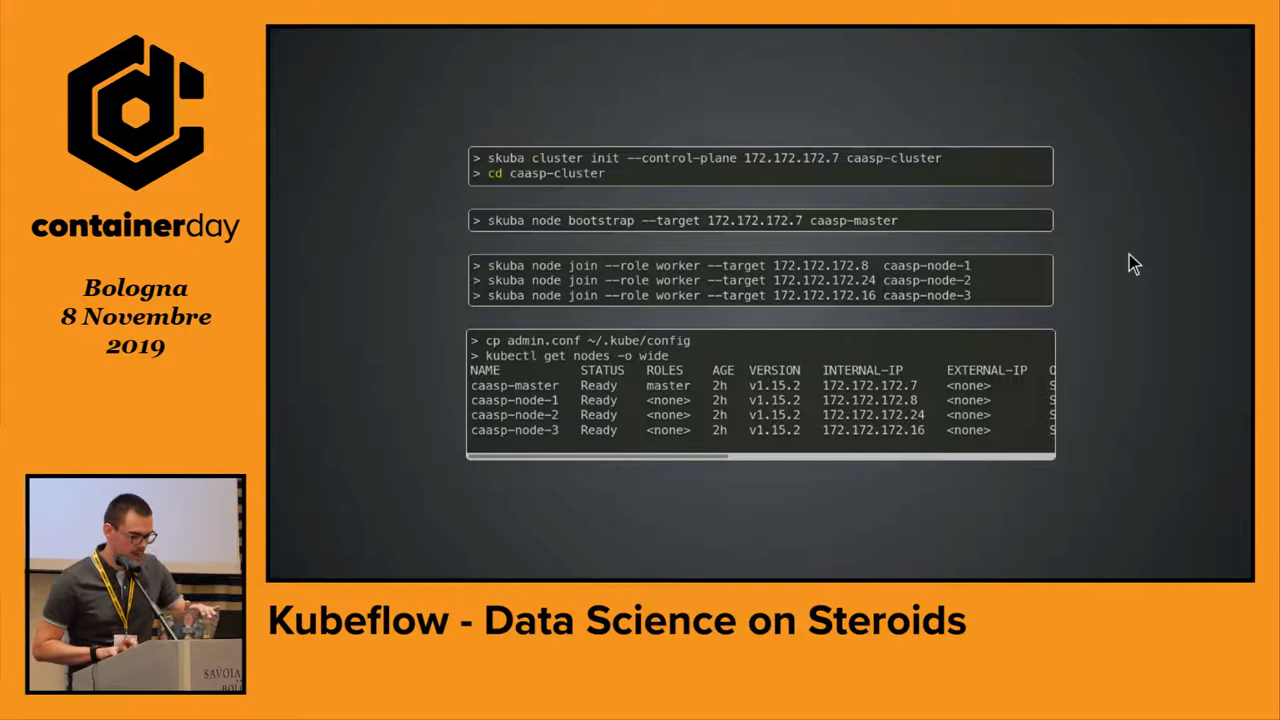 containerday
Bologna
8 Novembre
2019
> skuba cluster init --control-plane 172.172.172.7 caasp-cluster
> cd caasp-cluster
> skuba node bootstrap --target 172.172.172.7 caasp-master
> skuba node join --role worker --target 172.172.172.8  caasp-node-1
> skuba node join --role worker --target 172.172.172.24 caasp-node-2
> skuba node join --role worker --target 172.172.172.16 caasp-node-3
> cp admin.conf ~/.kube/config
> kubectl get nodes -o wide
NAME STATUS ROLES AGE VERSION INTERNAL-IP EXTERNAL-IP
caasp-master Ready master 2h v1.15.2 172.172.172.7 <none> S
caasp-node-1 Ready <none> 2h v1.15.2 172.172.172.8 <none> S
caasp-node-2 Ready <none> 2h v1.15.2 172.172.172.24 <none> S
caasp-node-3 Ready <none> 2h v1.15.2 172.172.172.16 <none> S
SAVOIA
Kubeflow - Data Science on Steroids